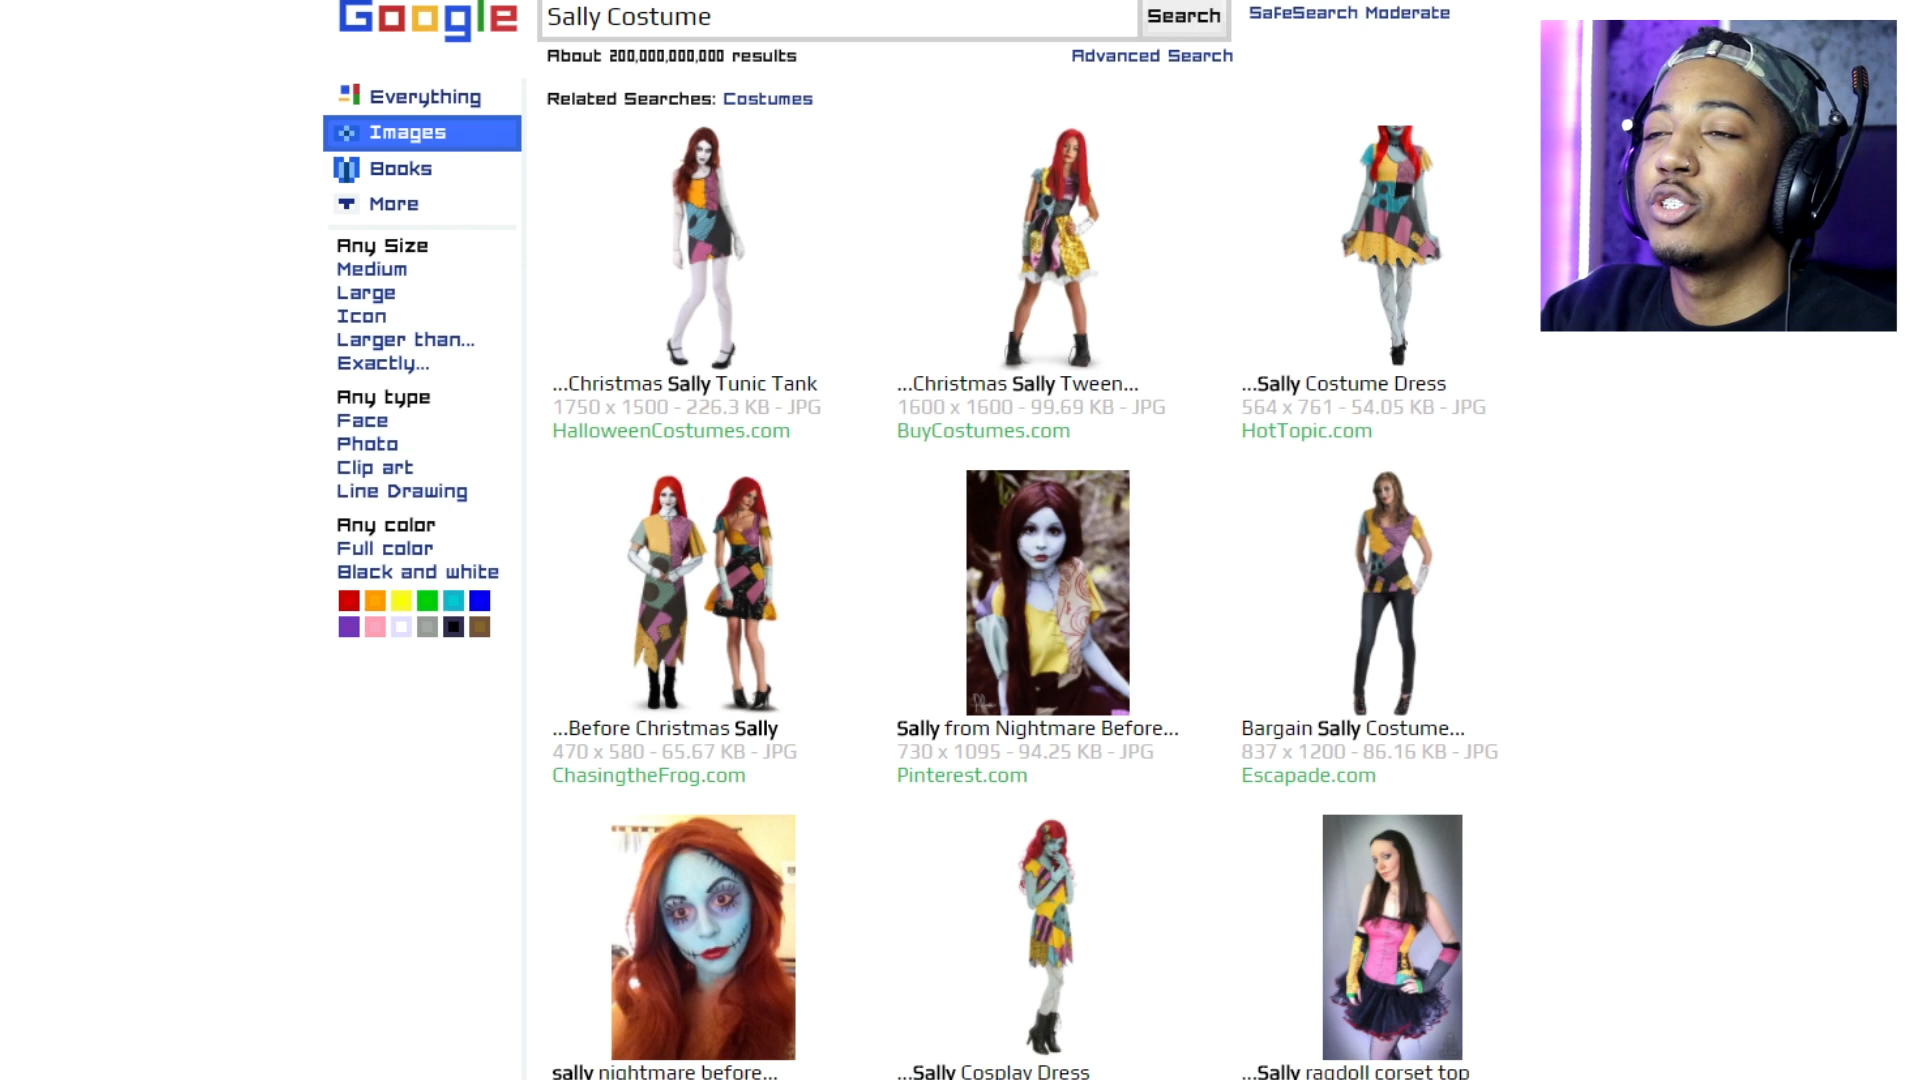 Google
Sally Costume
Search
SafeSearch Moderate
About 200,000,000,000 results
Advanced Search
Related Searches: Costumes
Everything
Images
Books
More
Any Size
Medium
Large
Icon
Larger than...
Exactly...
Any type
Face
Photo
Clip art
Line Drawing
Any color
Full color
Black and white
...Christmas Sally Tunic Tank
1750 x 1500 - 226.3 KB - JPG
HalloweenCostumes.com
...Christmas Sally Tween...
1600 x 1600 - 99.69 KB - JPG
BuyCostumes.com
...Sally Costume Dress
564 x 761 - 54.05 KB - JPG
HotTopic.com
...Before Christmas Sally
470 x 580 - 65.67 KB - JPG
ChasingtheFrog.com
Sally from Nightmare Before...
730 x 1095 - 94.25 KB - JPG
Pinterest.com
Bargain Sally Costume...
837 x 1200 - 86.16 KB - JPG
Escapade.com
sally nightmare before...
...Sally Cosplay Dress
...Sally ragdoll corset top